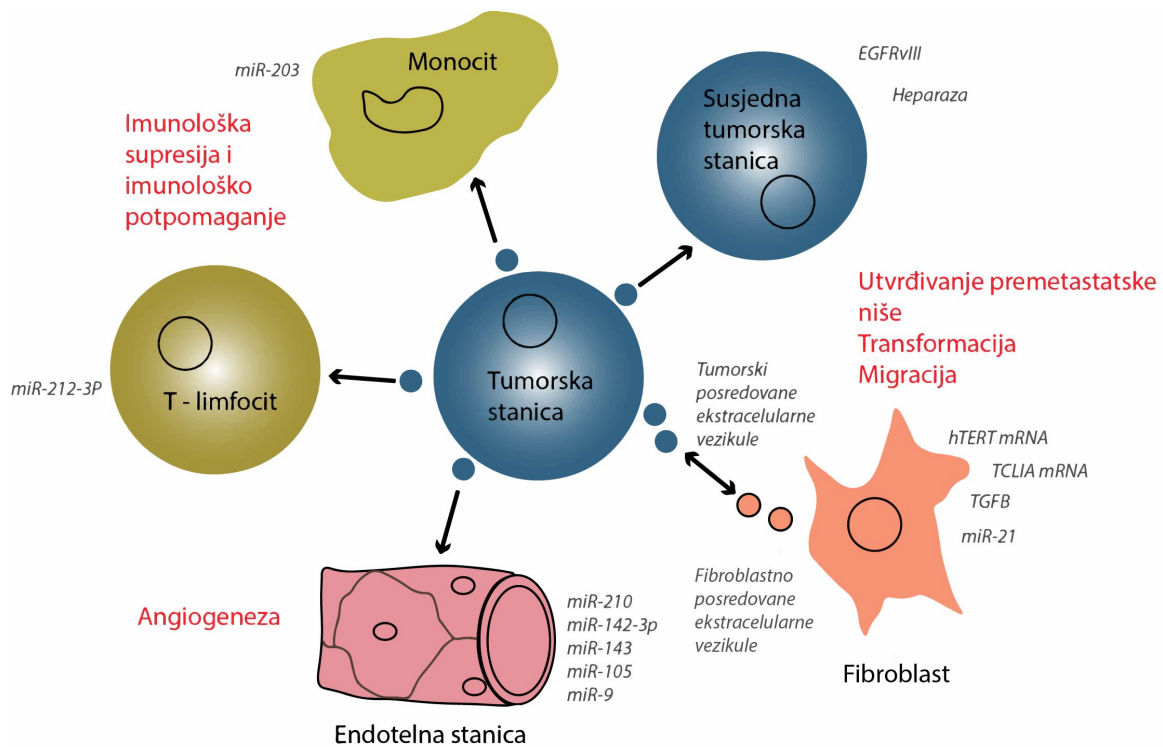 miR-203
Monocit
EGFRvIII
Heparaza
Susjedna
tumorska
stanica
Imunološka
supresija i
imunološko
potpomaganje
miR-212-3P
T - limfocit
Tumorska
stanica
Utvrđivanje premetastatske
niše
Transformacija
Migracija
Tumorski
posredovane
ekstracelularne
vezikule
hTERT mRNA
TCLIA mRNA
TGFB
miR-21
Fibroblastno
posredovane
ekstracelularne
vezikule
Fibroblast
Angiogeneza
miR-210
miR-142-3p
miR-143
miR-105
miR-9
Endotelna stanica